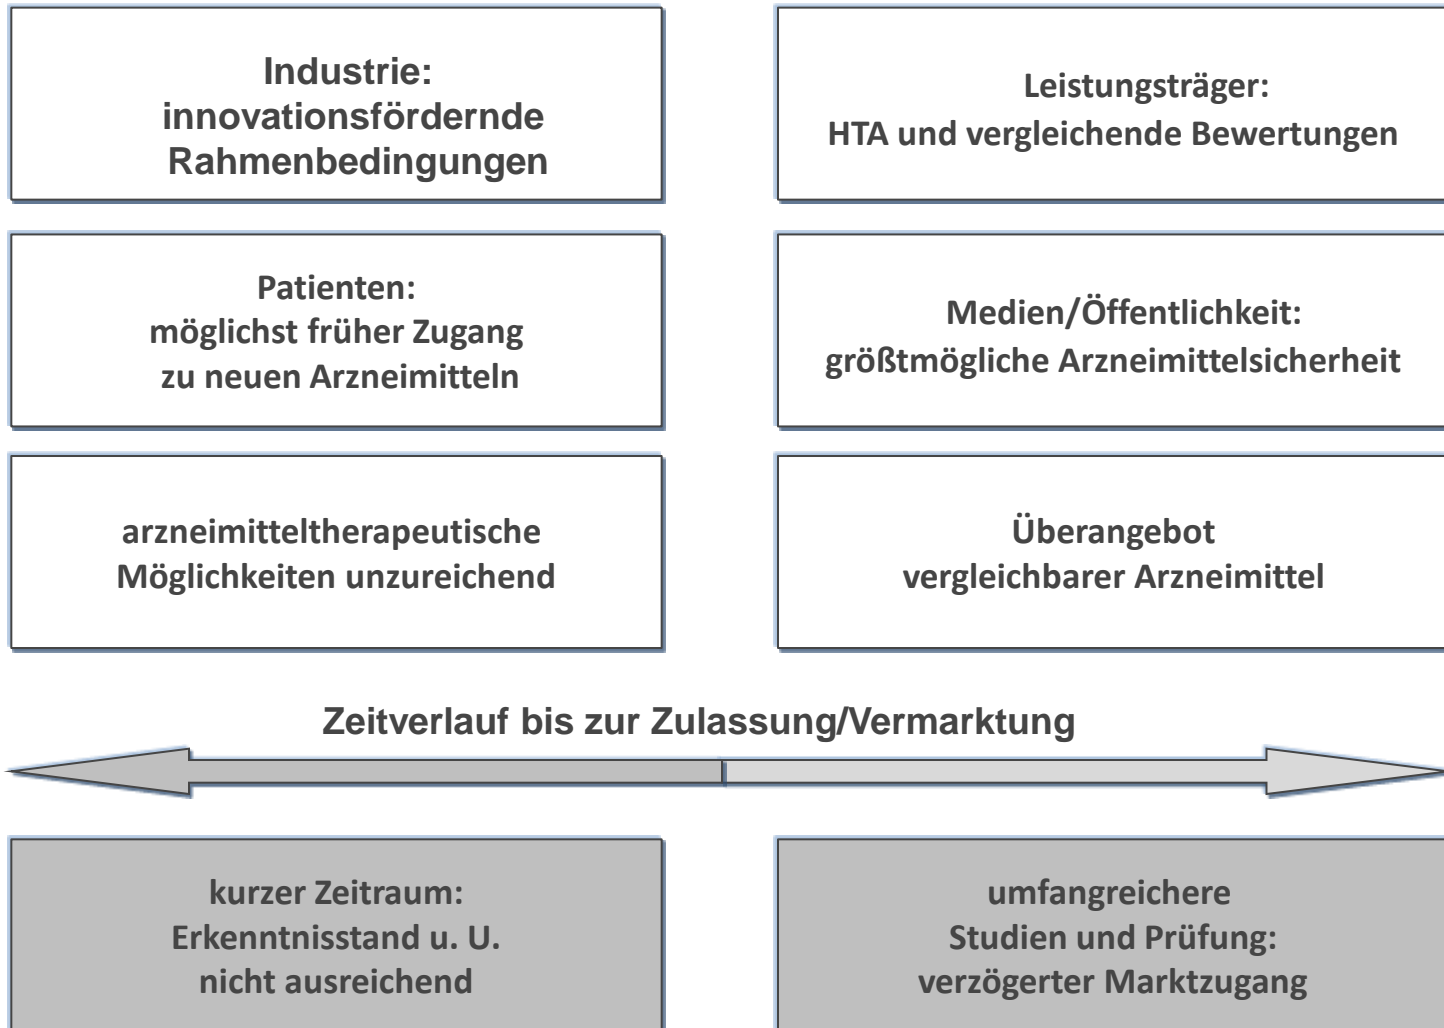 Industrie:
innovationsfördernde
Rahmenbedingungen
Leistungsträger:
HTA und vergleichende Bewertungen
Patienten:
möglichst früher Zugang
zu neuen Arzneimitteln
Medien/Öffentlichkeit:
größtmögliche Arzneimittelsicherheit
arzneimitteltherapeutische
Möglichkeiten unzureichend
Überangebot
vergleichbarer Arzneimittel
Zeitverlauf bis zur Zulassung/Vermarktung
kurzer Zeitraum:
Erkenntnisstand u. U.
nicht ausreichend
umfangreichere
Studien und Prüfung:
verzögerter Marktzugang